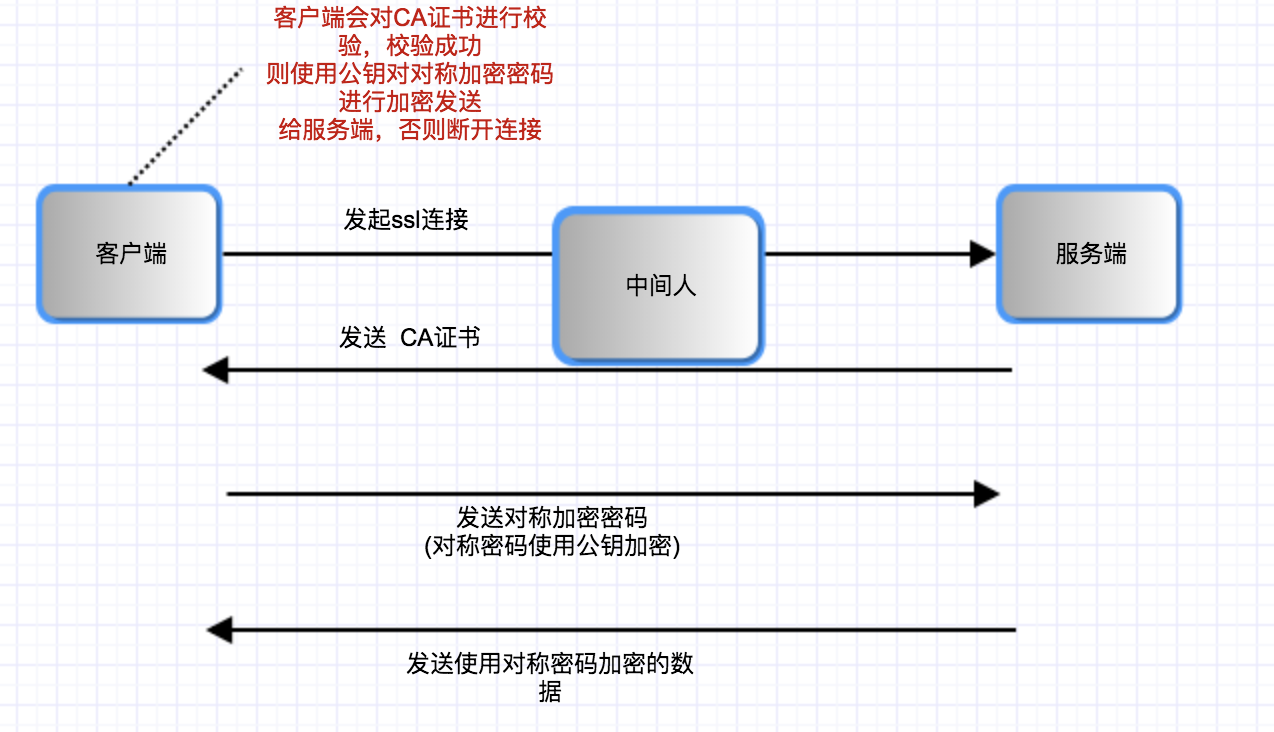 客户端会对CA证书进行校
验，校验成功
则使用公钥对对称加密密码
进行加密发送
给服务端，否则断开连接
发起ssl连接
客户端
中间人
服务端
发送 CA证书
发送对称加密密码
(对称密码使用公钥加密)
发送使用对称密码加密的数
据